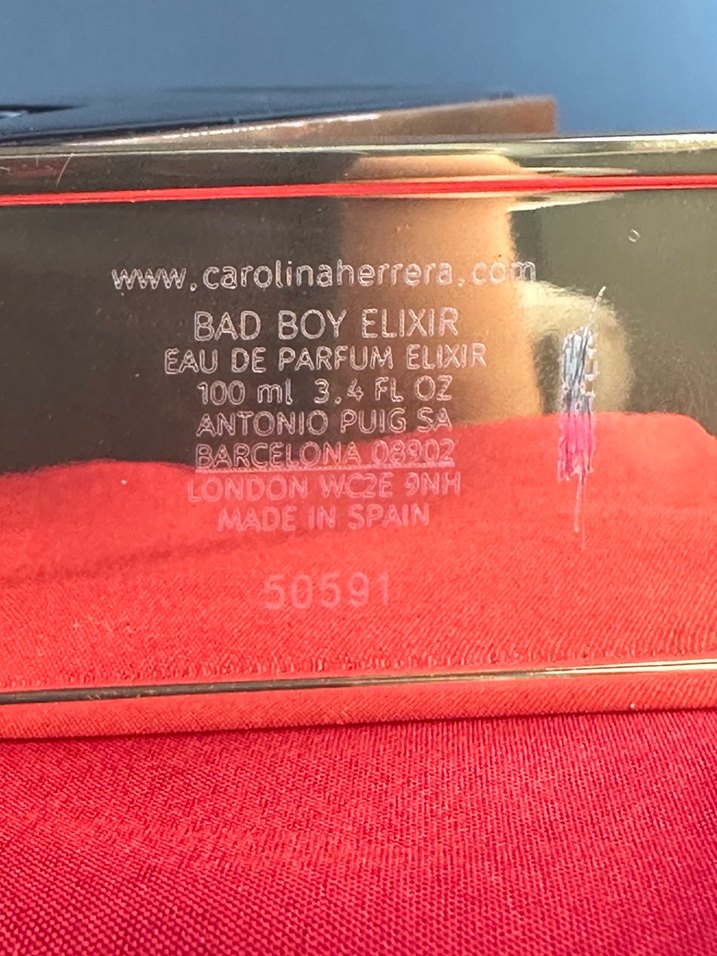 www.carolinaherrera.com
BAD BOY ELIXIR
EAU DE PARFUM ELIXIR
100 ml 3.4 FL OZ
ANTONIO PUIG SA
BARCELONA 08902
LONDON WC2E 9NH
MADE IN SPAIN
50591